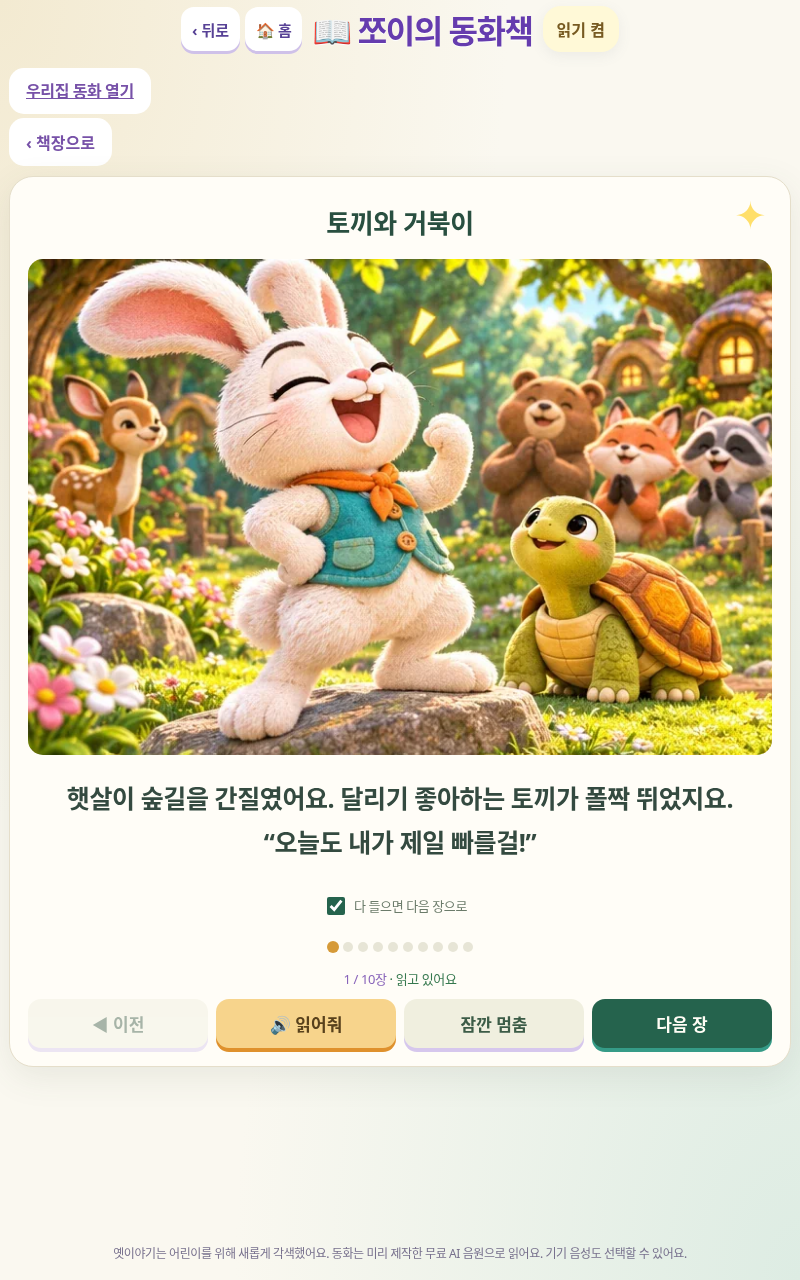 ‹ 뒤로 🏠 홈 📖 쪼이의 동화책 읽기 켬
우리집 동화 열기
‹ 책장으로
토끼와 거북이
햇살이 숲길을 간질였어요. 달리기 좋아하는 토끼가 폴짝 뛰었지요.
“오늘도 내가 제일 빠를걸!”
다 들으면 다음 장으로
1 / 10장 · 읽고 있어요
◀ 이전 🔊 읽어줘 잠깐 멈춤 다음 장
옛이야기는 어린이를 위해 새롭게 각색했어요. 동화는 미리 제작한 무료 AI 음원으로 읽어요. 기기 음성도 선택할 수 있어요.